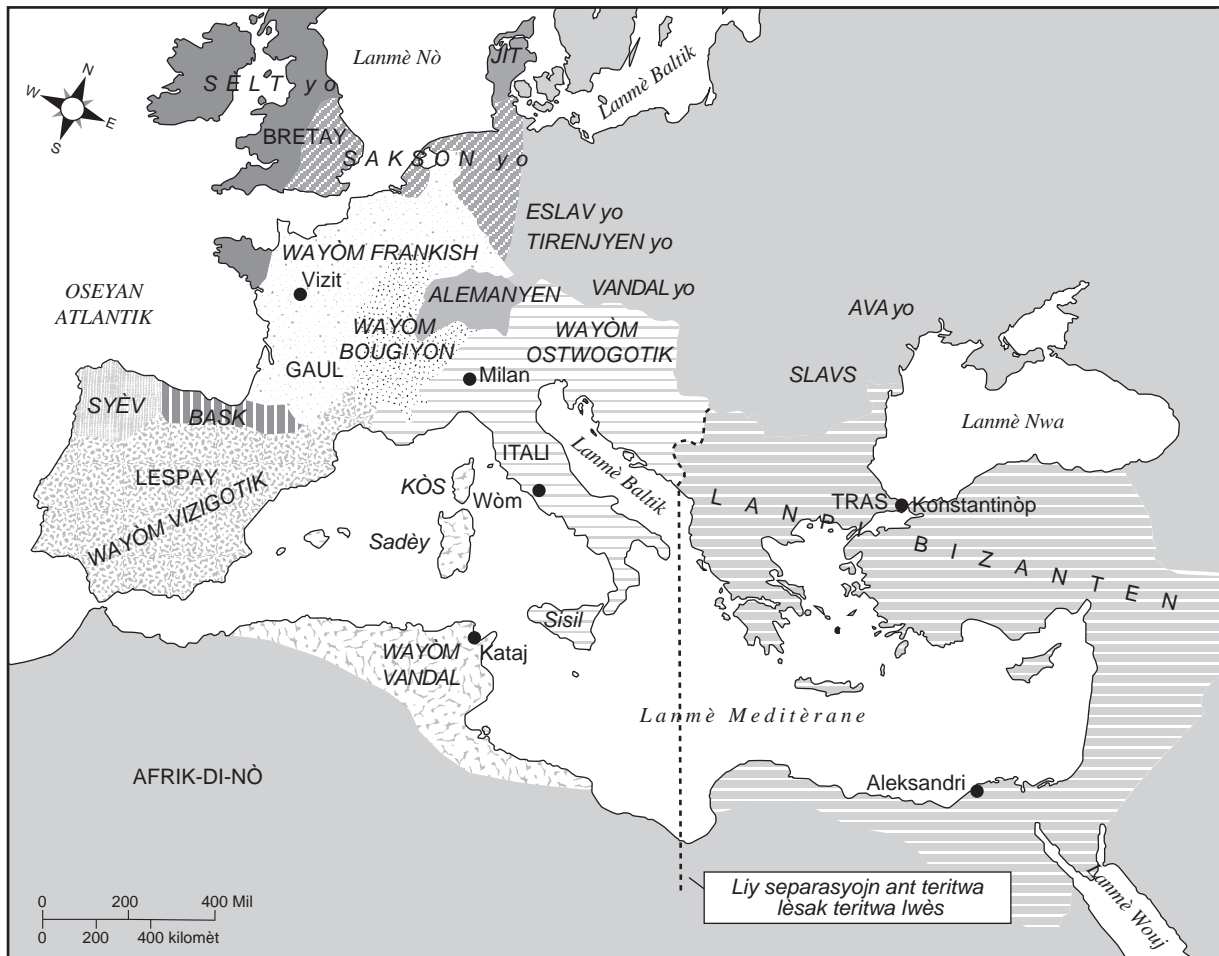 Lanmè Nò
JIT
Lanmè Baltik
N
W
E
S
SÈLT yo
BRETAY
SAKSON yo
ESLAV yo
TIRENJYEN yo
WAYÒM FRANKISH
Vizit
ALEMANYEN
VANDAL yo
OSEYAN
ATLANTIK
AVA yo
WAYÒM
BOUGIYON
WAYÒM
OSTWOGOTIK
GAUL
Milan
SLAVS
SYÈV
BASK
Lanmè Nwa
LESPAY
WAYÒM VIZIGOTIK
ITALI
Lanmè Baltik
KÒS
Wòm
TRAS
Konstantinòp
LANPI BIZANTEN
Sadèy
Sisil
WAYÒM
VANDAL
Kataj
Lanmè Meditèrane
AFRIK-DI-NÒ
Aleksandri
Lanmè Wouj
Liy separasyojn ant teritwa
lèsak teritwa lwès
0 200 400 Mil
0 200 400 kilomèt